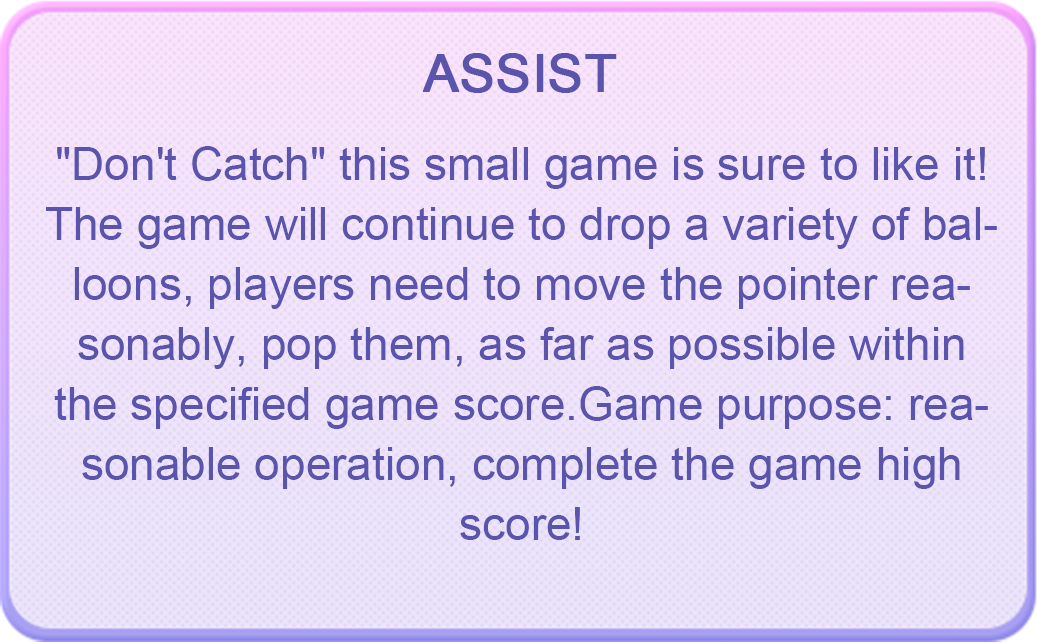 ASSIST
"Don't Catch" this small game is sure to like it!
The game will continue to drop a variety of bal-
loons, players need to move the pointer rea-
sonably, pop them, as far as possible within
the specified game score.Game purpose: rea-
sonable operation, complete the game high
score!